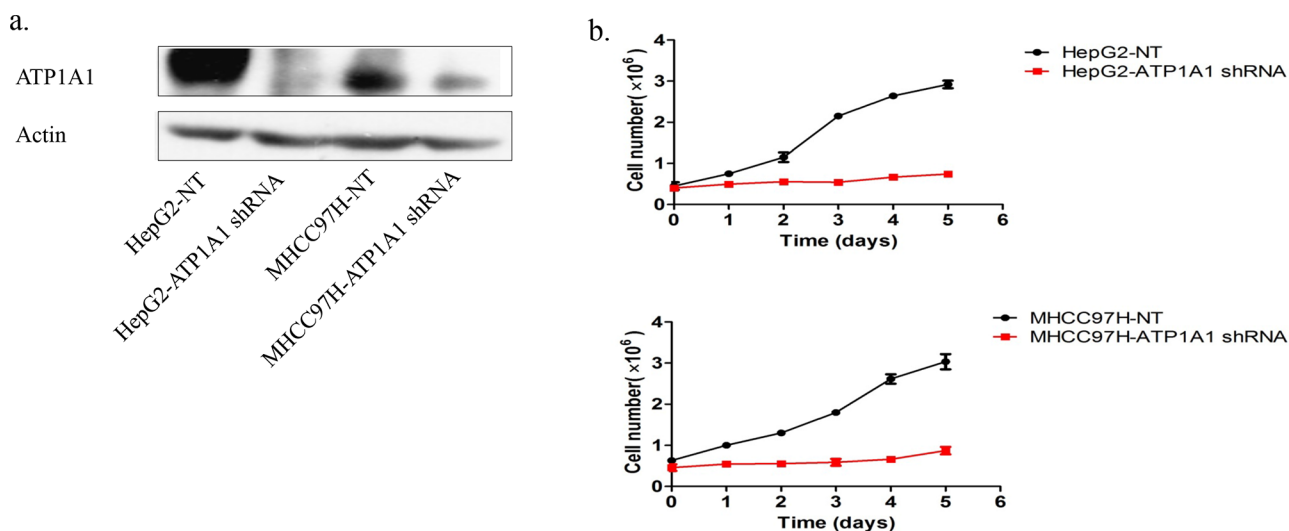 a.
ATP1A1
Actin
HepG2-NT
HepG2-ATP1A1 shRNA
MHCC97H-NT
MHCC97H-ATP1A1 shRNA
b.
HepG2-NT
HepG2-ATP1A1 shRNA
Cell number( ×10⁶)
4
3
2
1
0
0 1 2 3 4 5 6
Time (days)
MHCC97H-NT
MHCC97H-ATP1A1 shRNA
Cell number( ×10⁶)
4
3
2
1
0
0 1 2 3 4 5 6
Time (days)